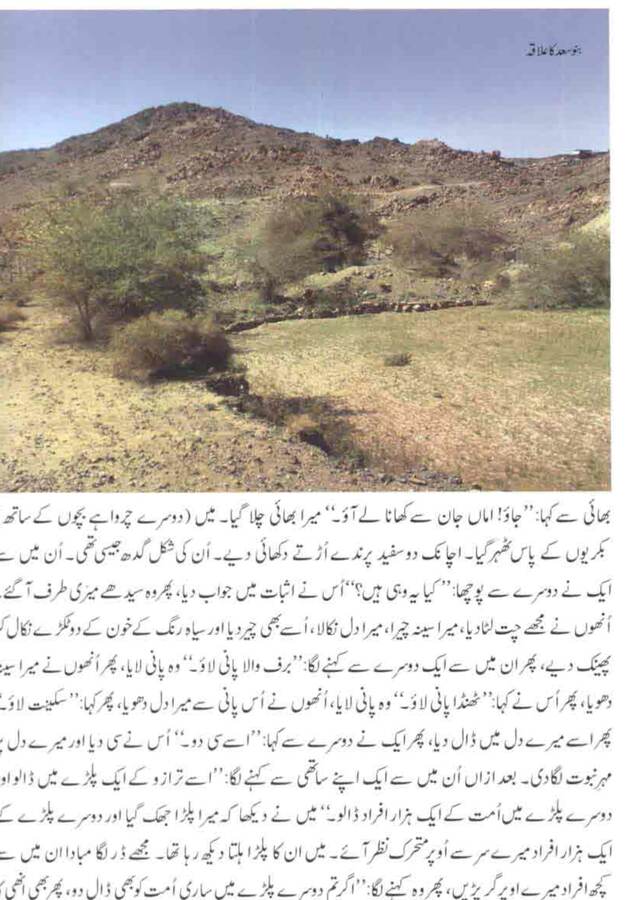 بنو سعد کا علاقہ
بھائی سے کہا: ’’جاؤ! اماں جان سے کھانا لے آؤ۔‘‘ میرا بھائی چلا گیا۔ میں (دوسرے چرواہے بچوں کے ساتھ
بکریوں کے پاس ٹھہر گیا۔ اچانک دو سفید پرندے اُڑتے دکھائی دیے۔ اُن کی شکل گدھ جیسی تھی۔ اُن میں سے
ایک نے دوسرے سے پوچھا: ’’کیا یہ وہی ہیں؟‘‘ اُس نے اثبات میں جواب دیا، پھر وہ سیدھے میری طرف آ گئے۔
اُنھوں نے مجھے چت لٹا دیا، میرا سینہ چیرا، میرا دل نکالا، اُسے بھی چیر دیا اور سیاہ رنگ کے خون کے دو ٹکڑے نکال کر
پھینک دیے، پھر ان میں سے ایک دوسرے سے کہنے لگا: ’’برف والا پانی لاؤ۔‘‘ وہ پانی لایا، پھر اُنھوں نے میرا سینہ
دھویا، پھر اُس نے کہا: ’’ٹھنڈا پانی لاؤ۔‘‘ وہ پانی لایا، اُنھوں نے اُس پانی سے میرا دل دھویا، پھر کہا: ’’سکینت لاؤ۔
پھر اسے میرے دل میں ڈال دیا، پھر ایک نے دوسرے سے کہا: ’’اسے سی دو۔‘‘ اُس نے سی دیا اور میرے دل پر
مہرِ نبوت لگا دی۔ بعد ازاں اُن میں سے ایک اپنے ساتھی سے کہنے لگا: ’’اسے ترازو کے ایک پلڑے میں ڈالو اور
دوسرے پلڑے میں اُمت کے ایک ہزار افراد ڈالو۔‘‘ میں نے دیکھا کہ میرا پلڑا جھک گیا اور دوسرے پلڑے کے
ایک ہزار افراد میرے سر سے اُوپر متحرک نظر آئے۔ میں ان کا پلڑا ہلتا دیکھ رہا تھا۔ مجھے ڈر لگا مبادا ان میں سے
کچھ افراد میرے اوپر گر پڑیں، پھر وہ کہنے لگا: ’’اگر تم دوسرے پلڑے میں ساری اُمت کو بھی ڈال دو، پھر بھی انھی کا